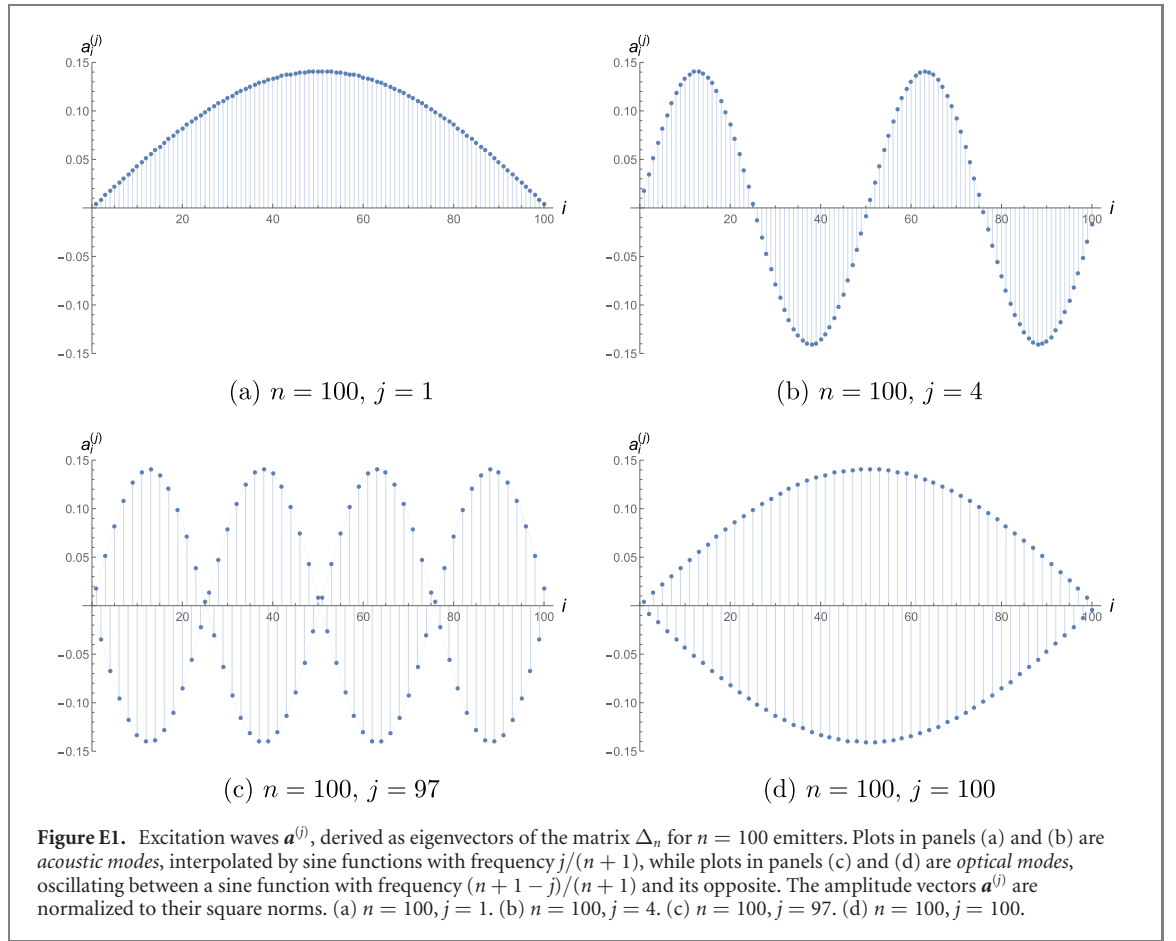 a_i^(j)
0.15
0.10
0.05
20 40 60 80 100 i
−0.05
−0.10
−0.15
(a) n = 100, j = 1
a_i^(j)
0.15
0.10
0.05
20 40 60 80 100 i
−0.05
−0.10
−0.15
(b) n = 100, j = 4
a_i^(j)
0.15
0.10
0.05
20 40 60 80 100 i
−0.05
−0.10
−0.15
(c) n = 100, j = 97
a_i^(j)
0.15
0.10
0.05
20 40 60 80 100 i
−0.05
−0.10
−0.15
(d) n = 100, j = 100
Figure E1. Excitation waves a^(j), derived as eigenvectors of the matrix Δ_n for n = 100 emitters. Plots in panels (a) and (b) are
acoustic modes, interpolated by sine functions with frequency j/(n + 1), while plots in panels (c) and (d) are optical modes,
oscillating between a sine function with frequency (n + 1 − j)/(n + 1) and its opposite. The amplitude vectors a^(j) are
normalized to their square norms. (a) n = 100, j = 1. (b) n = 100, j = 4. (c) n = 100, j = 97. (d) n = 100, j = 100.